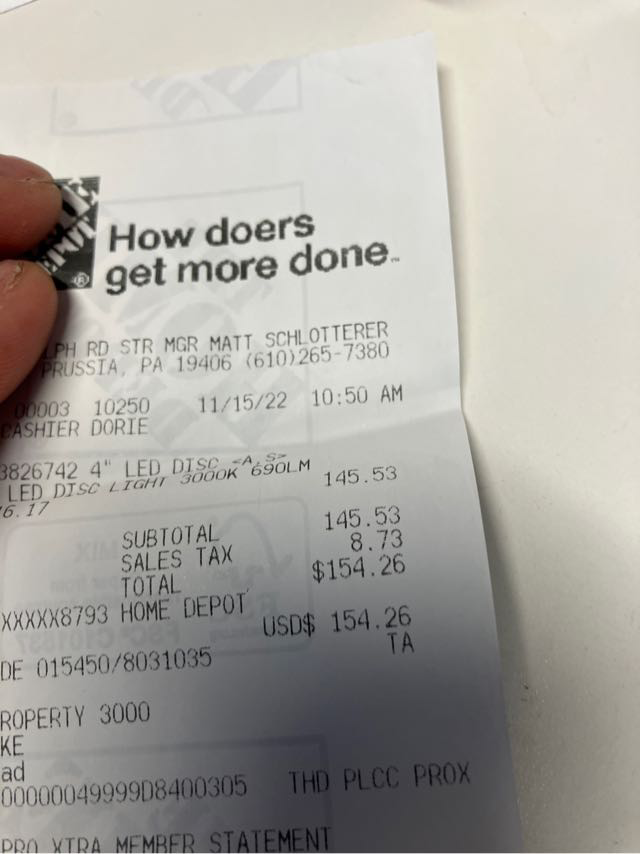 How doers
get more done.™
LPH RD STR MGR MATT SCHLOTTERER
PRUSSIA, PA 19406 (610)265-7380
00003 10250 11/15/22 10:50 AM
CASHIER DORIE
3826742 4" LED DISC <A,S> 145.53
LED DISC LIGHT 3000K 690LM
6.17
SUBTOTAL 145.53
SALES TAX 8.73
TOTAL $154.26
XXXXX8793 HOME DEPOT
USD$ 154.26
DE 015450/8031035 TA
ROPERTY 3000
KE
ad
00000049999D8400305 THD PLCC PROX
PRO XTRA MEMBER STATEMENT